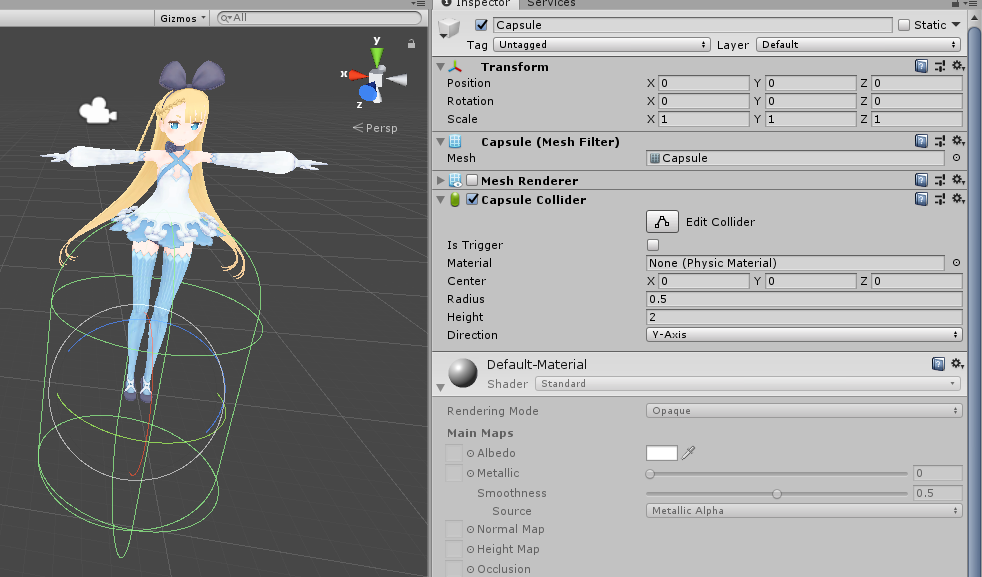 Inspector Services
Gizmos All
Capsule Static
Tag Untagged Layer Default
Transform
Position X 0 Y 0 Z 0
Rotation X 0 Y 0 Z 0
Scale X 1 Y 1 Z 1
Capsule (Mesh Filter)
Mesh Capsule
Mesh Renderer
Capsule Collider
Edit Collider
Is Trigger
Material None (Physic Material)
Center X 0 Y 0 Z 0
Radius 0.5
Height 2
Direction Y-Axis
Default-Material
Shader Standard
Rendering Mode Opaque
Main Maps
Albedo
Metallic 0
Smoothness 0.5
Source Metallic Alpha
Normal Map
Height Map
Occlusion
y
x
z
Persp